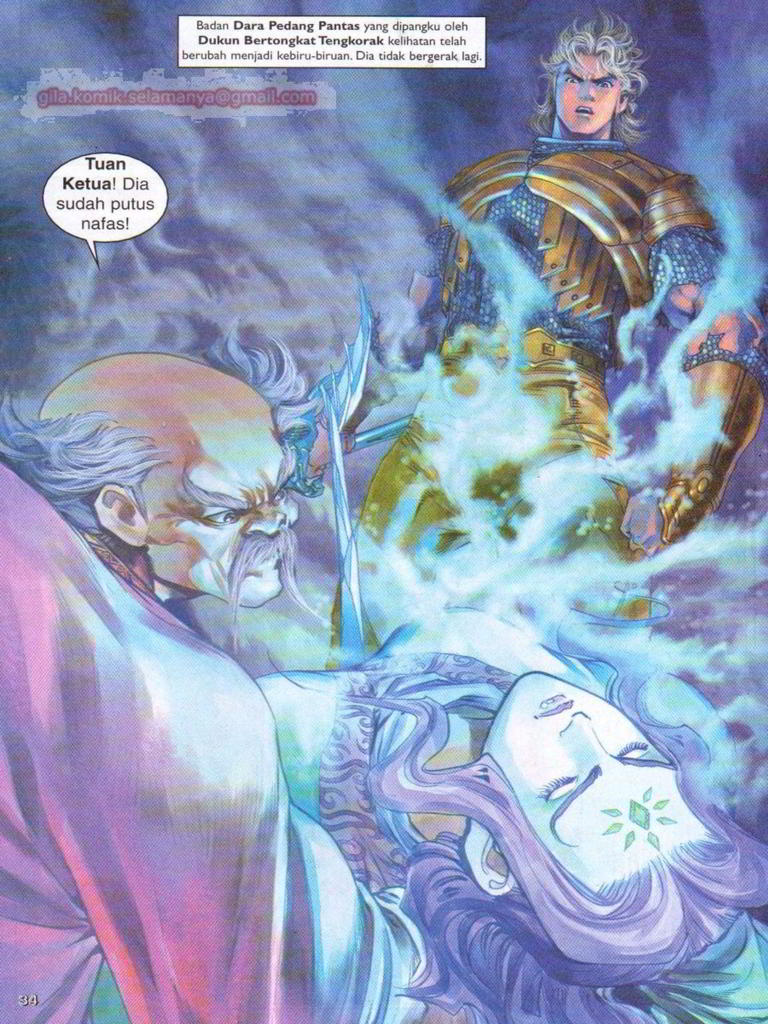 Badan Dara Pedang Pantas yang dipangku oleh
Dukun Bertongkat Tengkorak kelihatan telah
berubah menjadi kebiru-biruan. Dia tidak bergerak lagi.
gila.komik.selamanya@gmail.com
Tuan
Ketua! Dia
sudah putus
nafas!
34